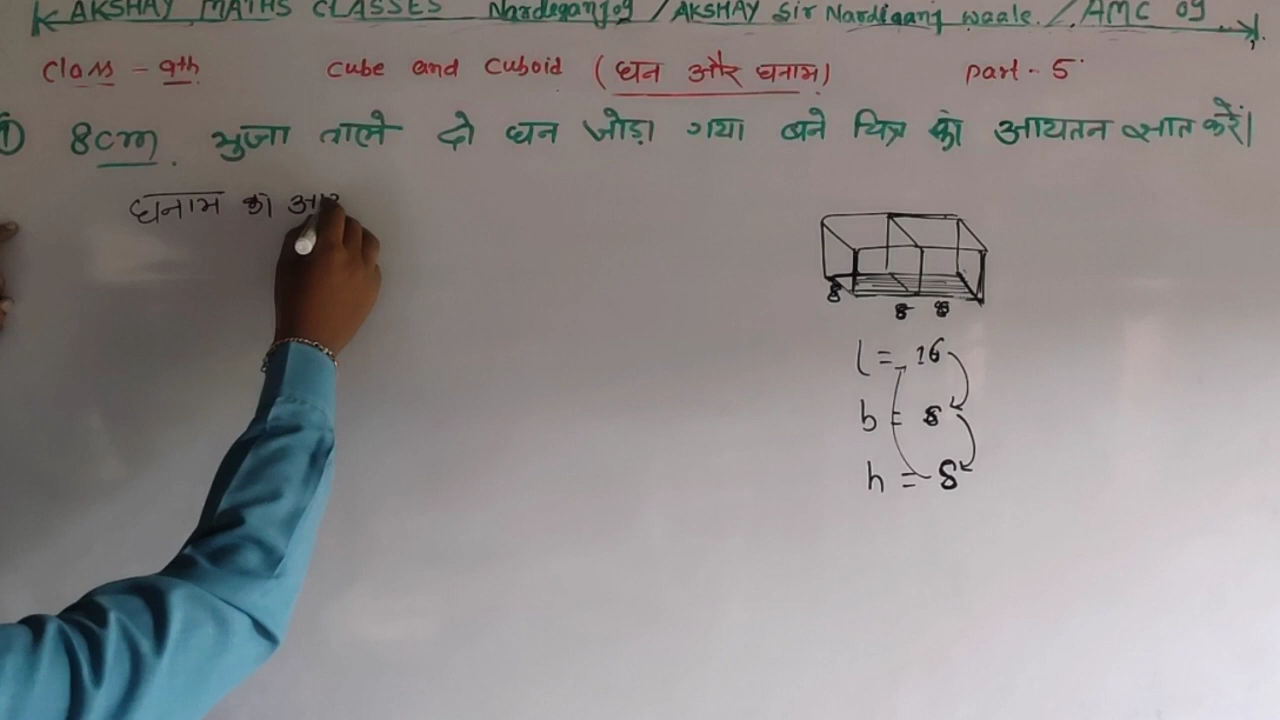 AKSHAY MATHS CLASSES Nardiganj 09 / AKSHAY Sir Nardiganj waale. / AMC 09
Class - 9th cube and cuboid (घन और घनाभ) part - 5
① 8cm भुजा वाले दो घन जोड़ा गया बने चित्र का आयतन ज्ञात करें।
घनाभ का आय
8 8 8
l = 16
b = 8
h = 8